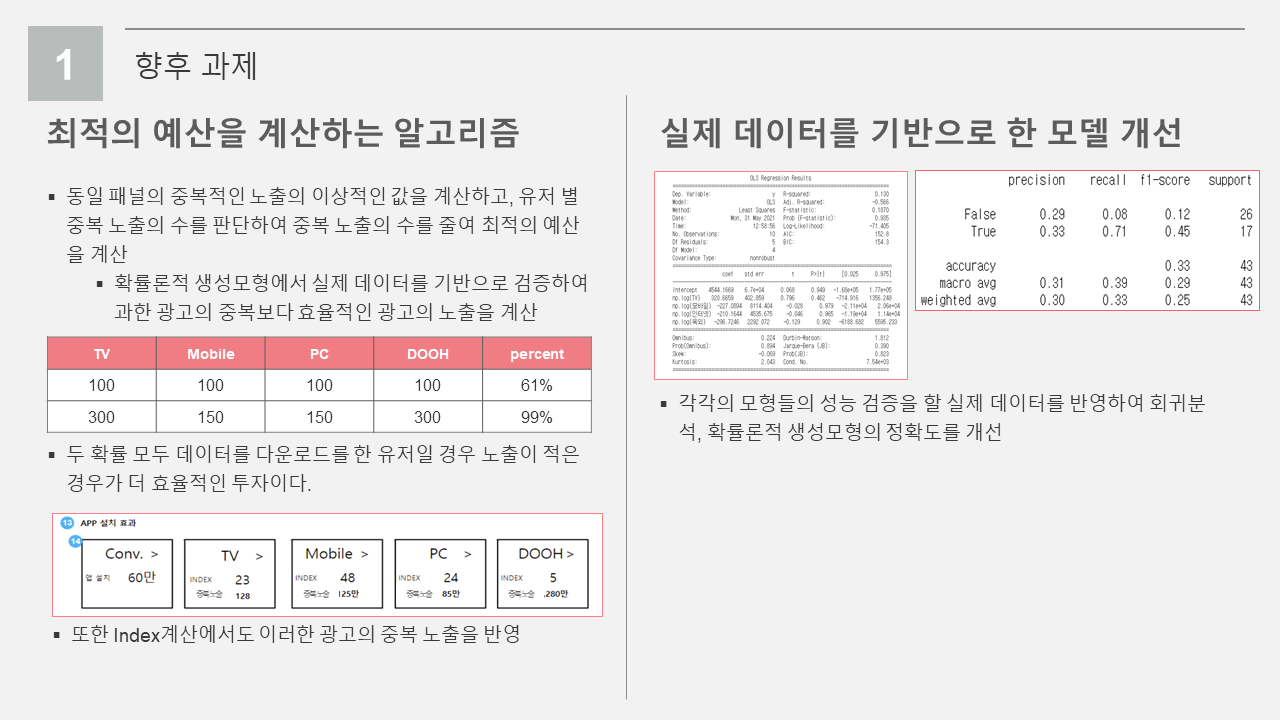 1
향후 과제
최적의 예산을 계산하는 알고리즘
▪ 동일 패널의 중복적인 노출의 이상적인 값을 계산하고, 유저 별
중복 노출의 수를 판단하여 중복 노출의 수를 줄여 최적의 예산
을 계산
▪ 확률론적 생성모형에서 실제 데이터를 기반으로 검증하여
과한 광고의 중복보다 효율적인 광고의 노출을 계산
TV Mobile PC DOOH percent
100 100 100 100 61%
300 150 150 300 99%
▪ 두 확률 모두 데이터를 다운로드를 한 유저일 경우 노출이 적은
경우가 더 효율적인 투자이다.
13 APP 설치 효과
14
Conv. > TV > Mobile > PC > DOOH >
앱 설치 60만 INDEX 23 INDEX 48 INDEX 24 INDEX 5
중복노출 128 중복노출 125만 중복노출 85만 중복노출 .280만
▪ 또한 Index계산에서도 이러한 광고의 중복 노출을 반영
실제 데이터를 기반으로 한 모델 개선
OLS Regression Results
Dep. Variable: y R-squared: 0.130
Model: OLS Adj. R-squared: -0.566
Method: Least Squares F-statistic: 0.1870
Date: Mon, 31 May 2021 Prob (F-statistic): 0.935
Time: 12:58:56 Log-Likelihood: -71.405
No. Observations: 10 AIC: 152.8
Df Residuals: 5 BIC: 154.3
Df Model: 4
Covariance Type: nonrobust
coef std err t P>|t| [0.025 0.975]
Intercept 4544.1669 6.7e+04 0.068 0.949 -1.68e+05 1.77e+05
np.log(TV) 320.6659 402.859 0.796 0.462 -714.916 1356.248
np.log(모바일) -227.0894 8114.404 -0.028 0.979 -2.11e+04 2.06e+04
np.log(인터넷) -210.1644 4535.675 -0.046 0.965 -1.19e+04 1.14e+04
np.log(옥외) -296.7246 2292.072 -0.129 0.902 -6188.682 5595.233
Omnibus: 0.224 Durbin-Watson: 1.812
Prob(Omnibus): 0.894 Jarque-Bera (JB): 0.390
Skew: -0.069 Prob(JB): 0.823
Kurtosis: 2.043 Cond. No. 7.54e+03
precision recall f1-score support
False 0.29 0.08 0.12 26
True 0.33 0.71 0.45 17
accuracy 0.33 43
macro avg 0.31 0.39 0.29 43
weighted avg 0.30 0.33 0.25 43
▪ 각각의 모형들의 성능 검증을 할 실제 데이터를 반영하여 회귀분
석, 확률론적 생성모형의 정확도를 개선